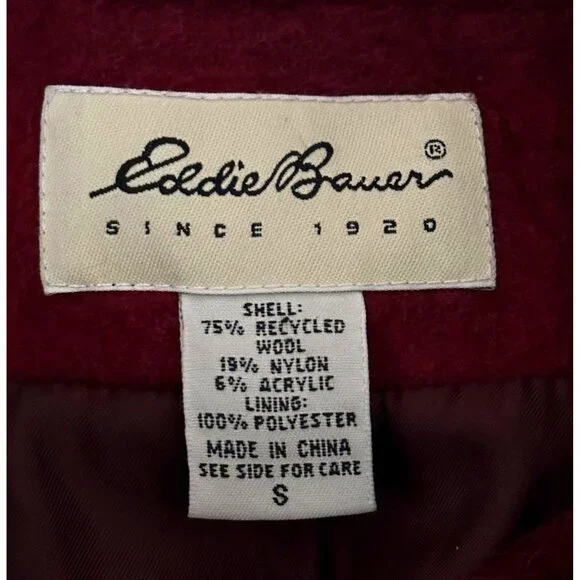 Eddie Bauer®
SINCE 1920
SHELL:
75% RECYCLED
WOOL
19% NYLON
6% ACRYLIC
LINING:
100% POLYESTER
MADE IN CHINA
SEE SIDE FOR CARE
S